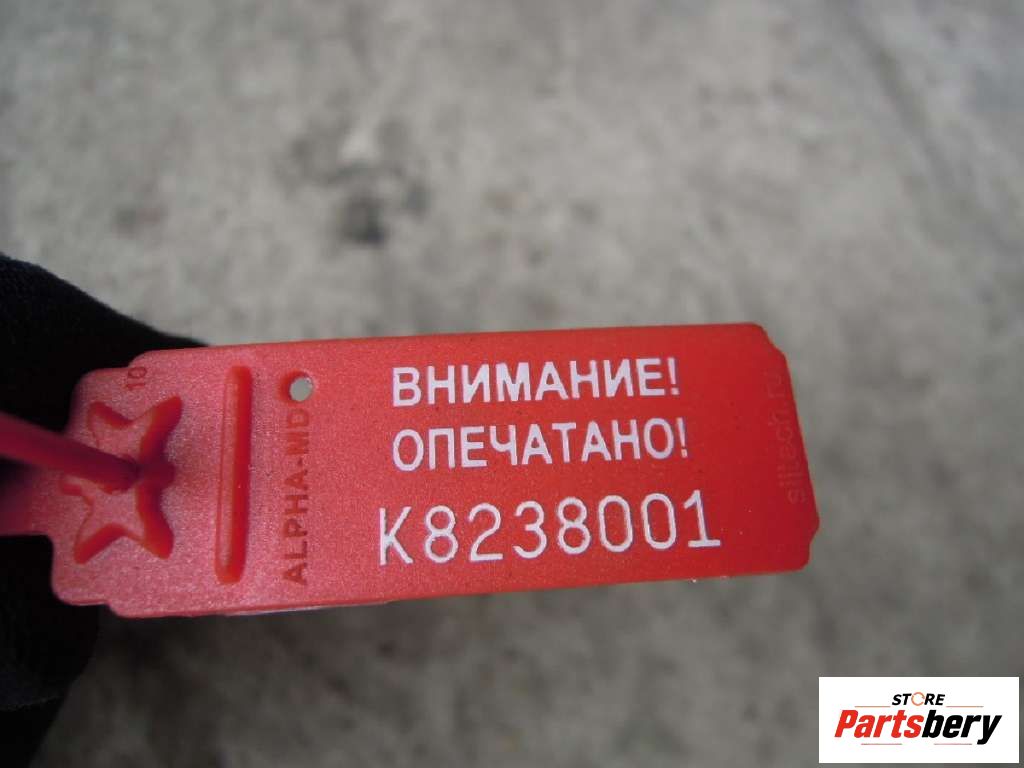 ВНИМАНИЕ!
ОПЕЧАТАНО!
K8238001
ALPHA-MD
10
siltech.ru
STORE
Partsbery